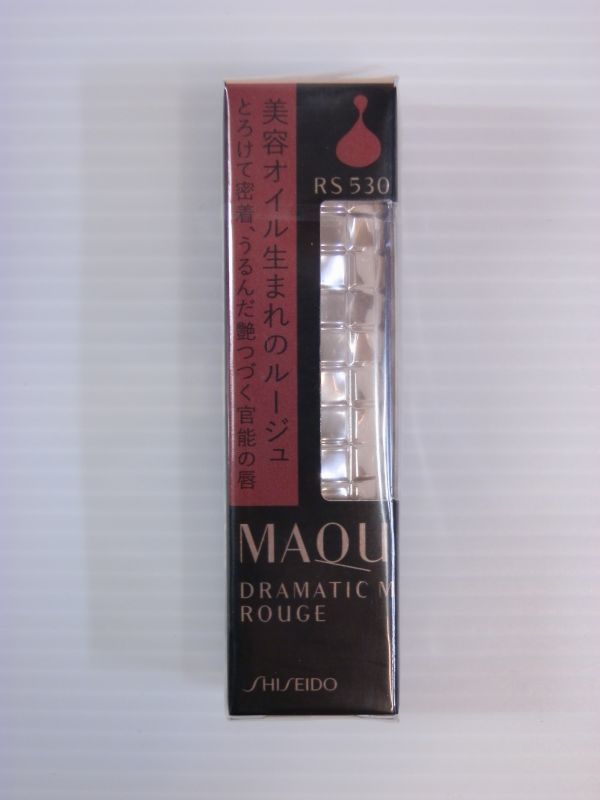 美容オイル生まれのルージュ
とろけて密着、うるんだ艶つづく官能の唇
RS 530
MAQU
DRAMATIC M
ROUGE
SHISEIDO